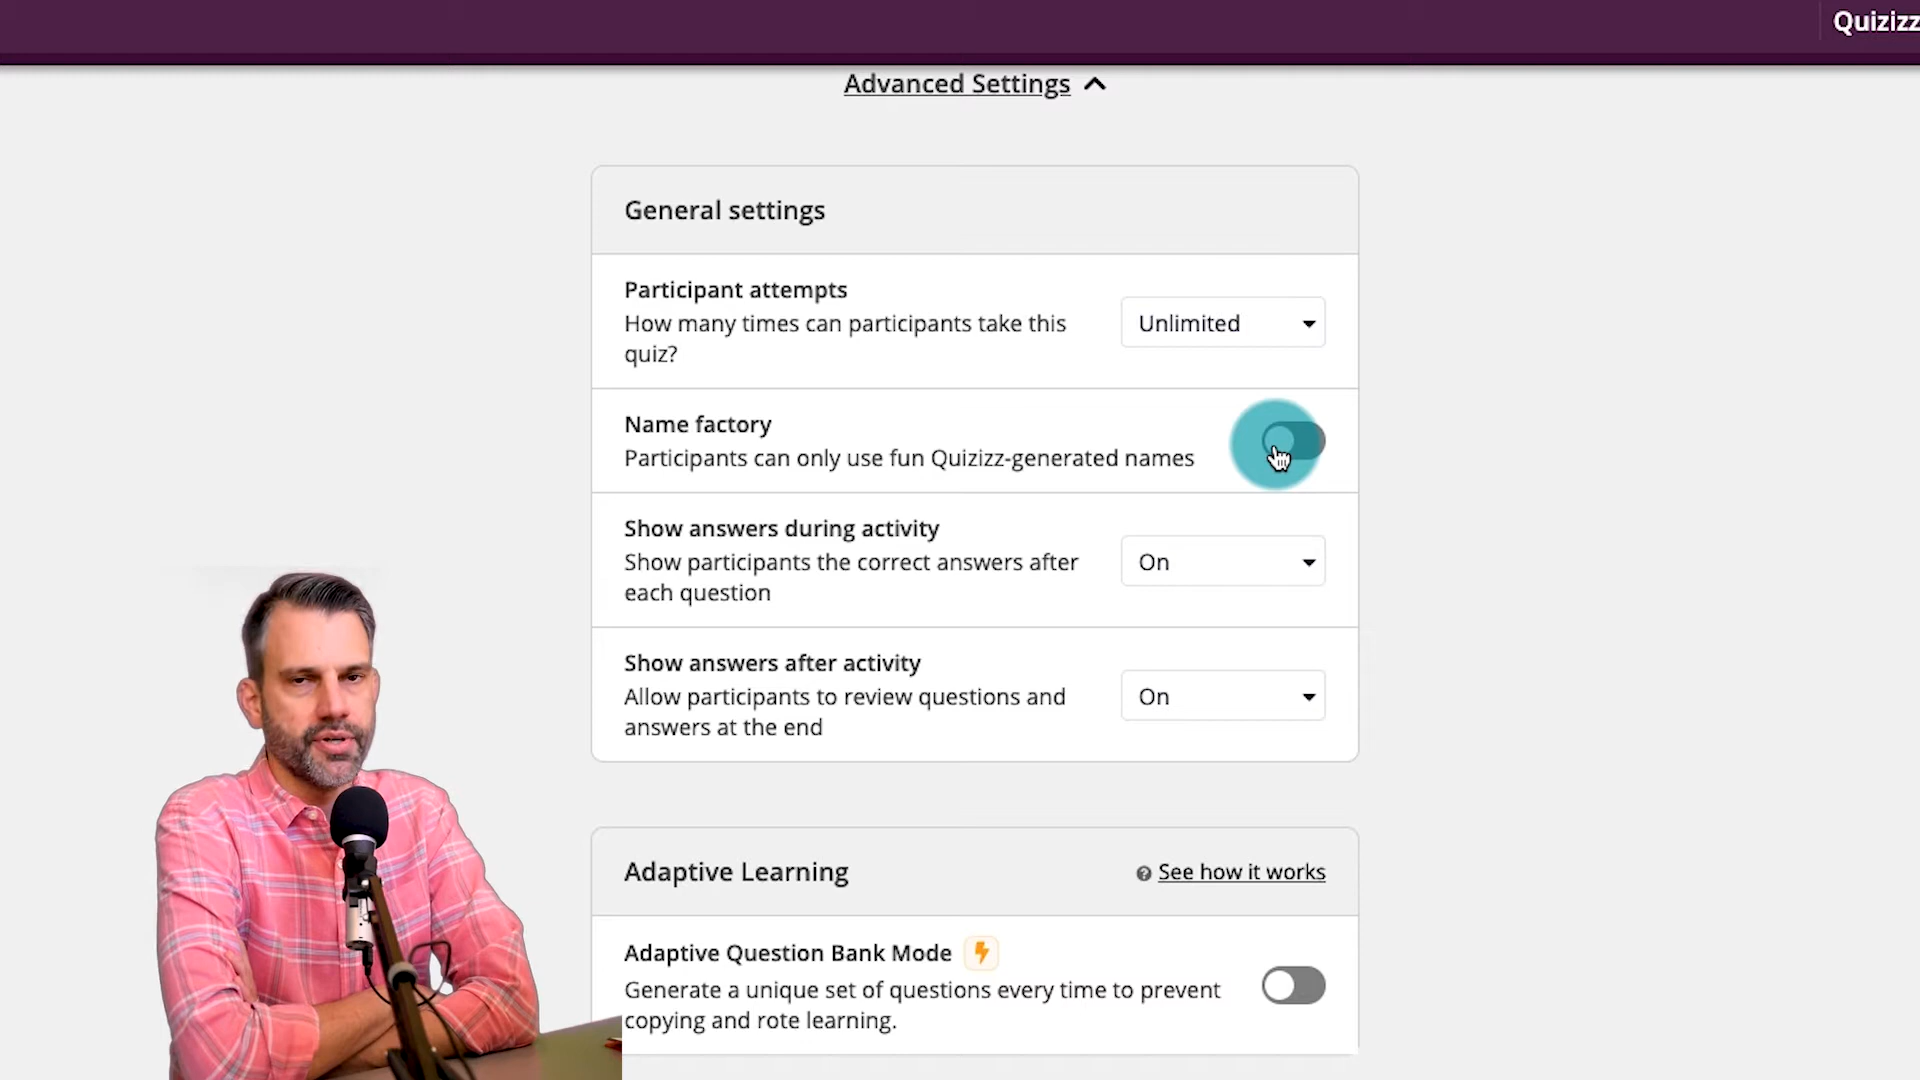 Quizizz
Advanced Settings
General settings
Participant attempts
How many times can participants take this
quiz?
Unlimited
Name factory
Participants can only use fun Quizizz-generated names
Show answers during activity
Show participants the correct answers after
each question
On
Show answers after activity
Allow participants to review questions and
answers at the end
On
Adaptive Learning
? See how it works
Adaptive Question Bank Mode
Generate a unique set of questions every time to prevent
copying and rote learning.